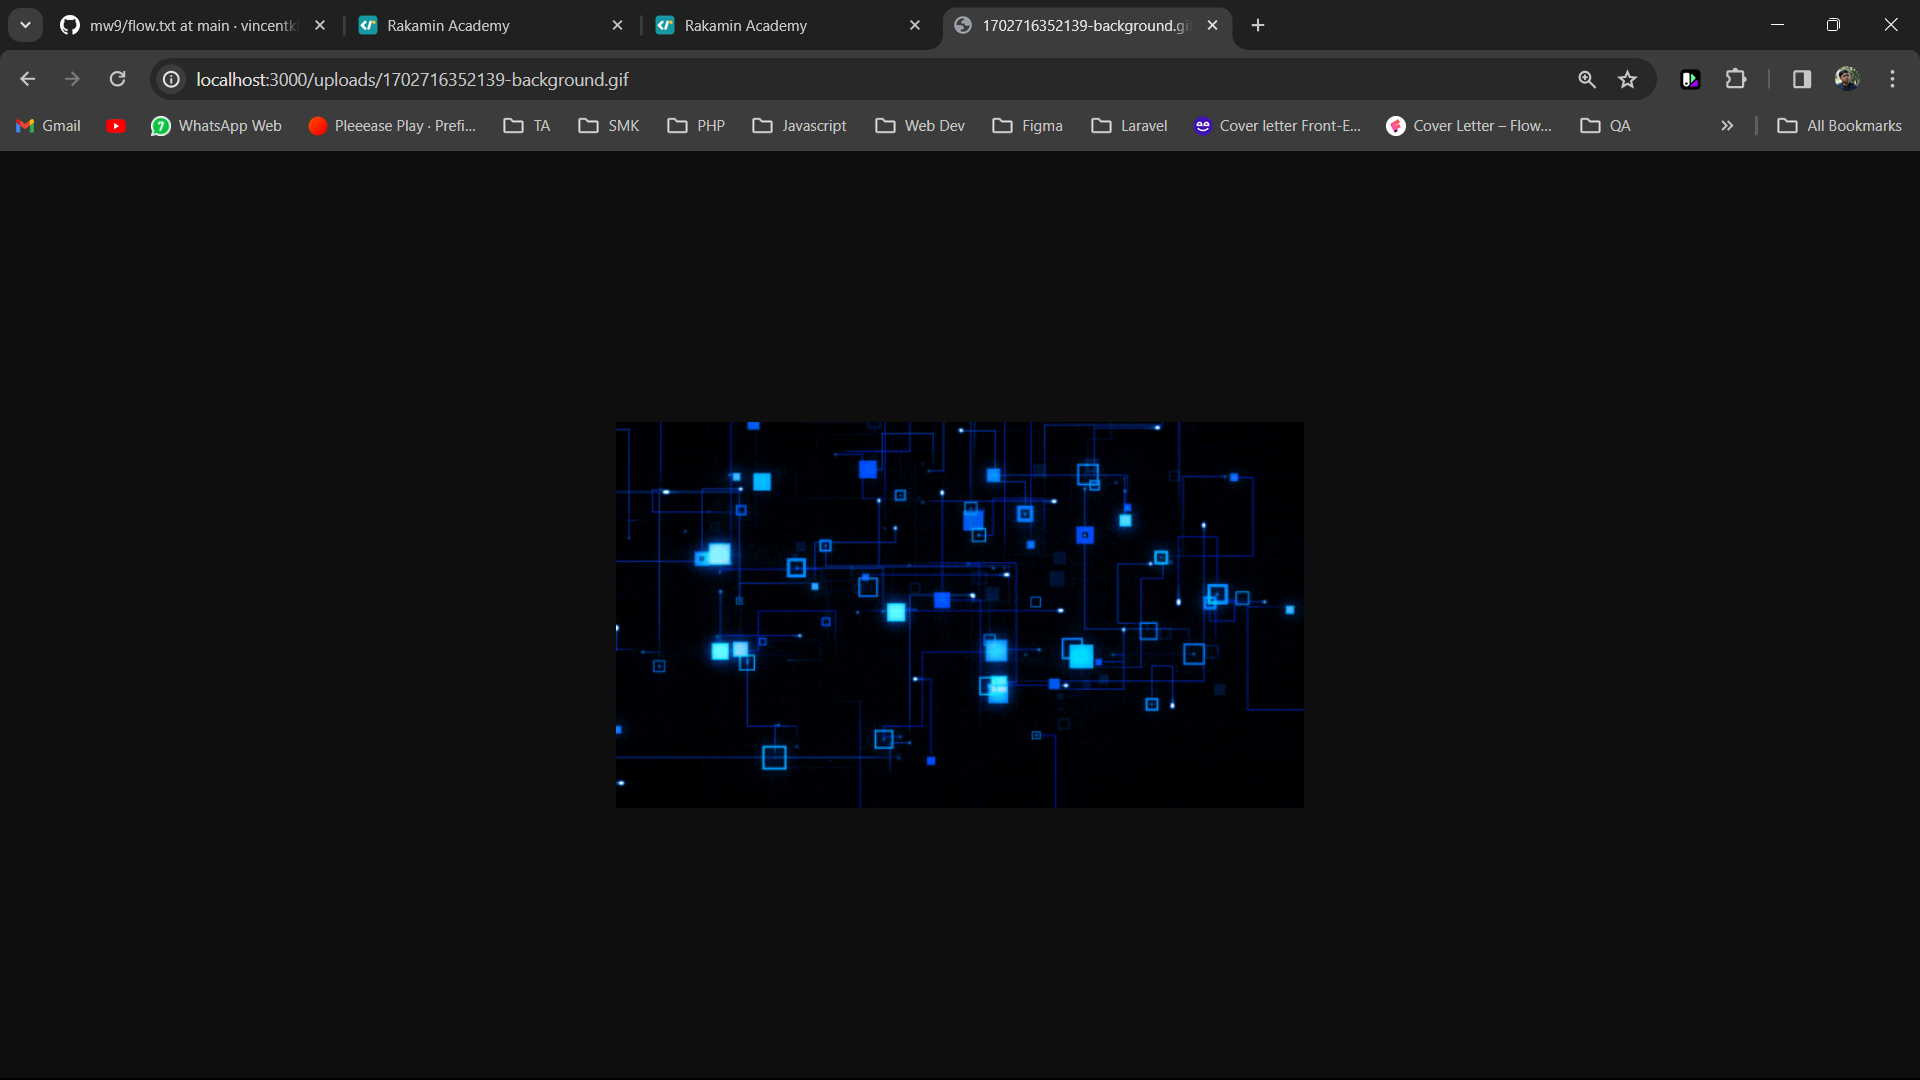 mw9/flow.txt at main · vincentk
Rakamin Academy
Rakamin Academy
1702716352139-background.gi
localhost:3000/uploads/1702716352139-background.gif
Gmail
7
WhatsApp Web
Pleeease Play · Prefi...
TA
SMK
PHP
Javascript
Web Dev
Figma
Laravel
Cover letter Front-E...
Cover Letter – Flow...
QA
All Bookmarks